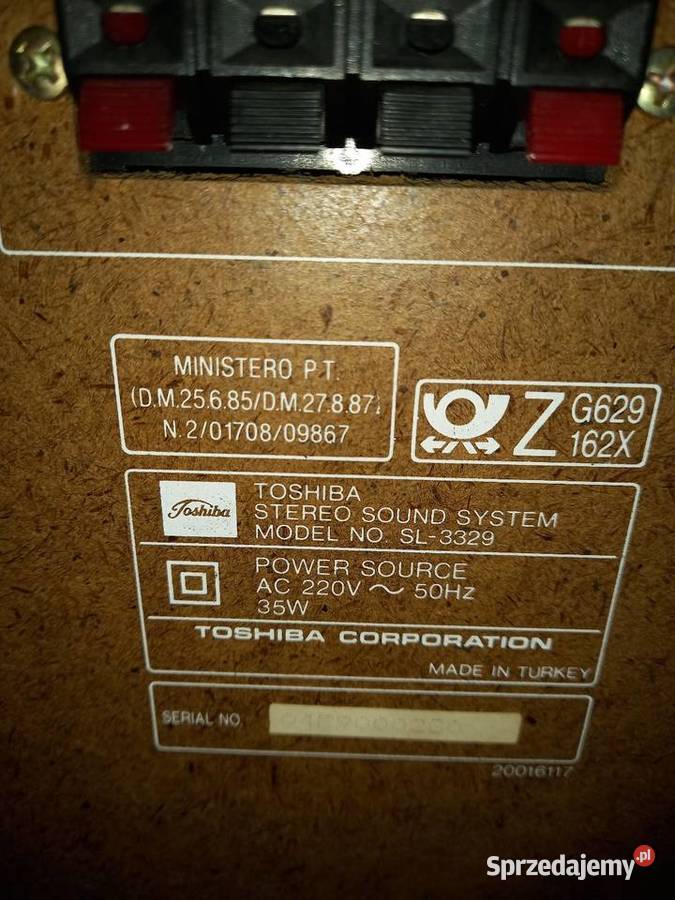 MINISTERO P.T.
(D.M.25.6.85/D.M.27.8.87)
N.2/01708/09867
Z G629
162X
Toshiba
TOSHIBA
STEREO SOUND SYSTEM
MODEL NO. SL-3329
POWER SOURCE
AC 220V ~ 50Hz
35W
TOSHIBA CORPORATION
MADE IN TURKEY
SERIAL NO.
20016117
Sprzedajemy.pl